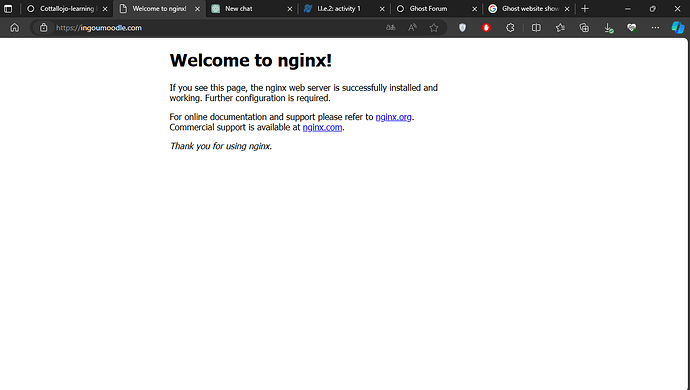 Cottallojo-learning
Welcome to nginx!
New chat
I.I.e.2: activity 1
Ghost Forum
Ghost website show
https://ingoumoodle.com
Welcome to nginx!
If you see this page, the nginx web server is successfully installed and
working. Further configuration is required.
For online documentation and support please refer to nginx.org.
Commercial support is available at nginx.com.
Thank you for using nginx.